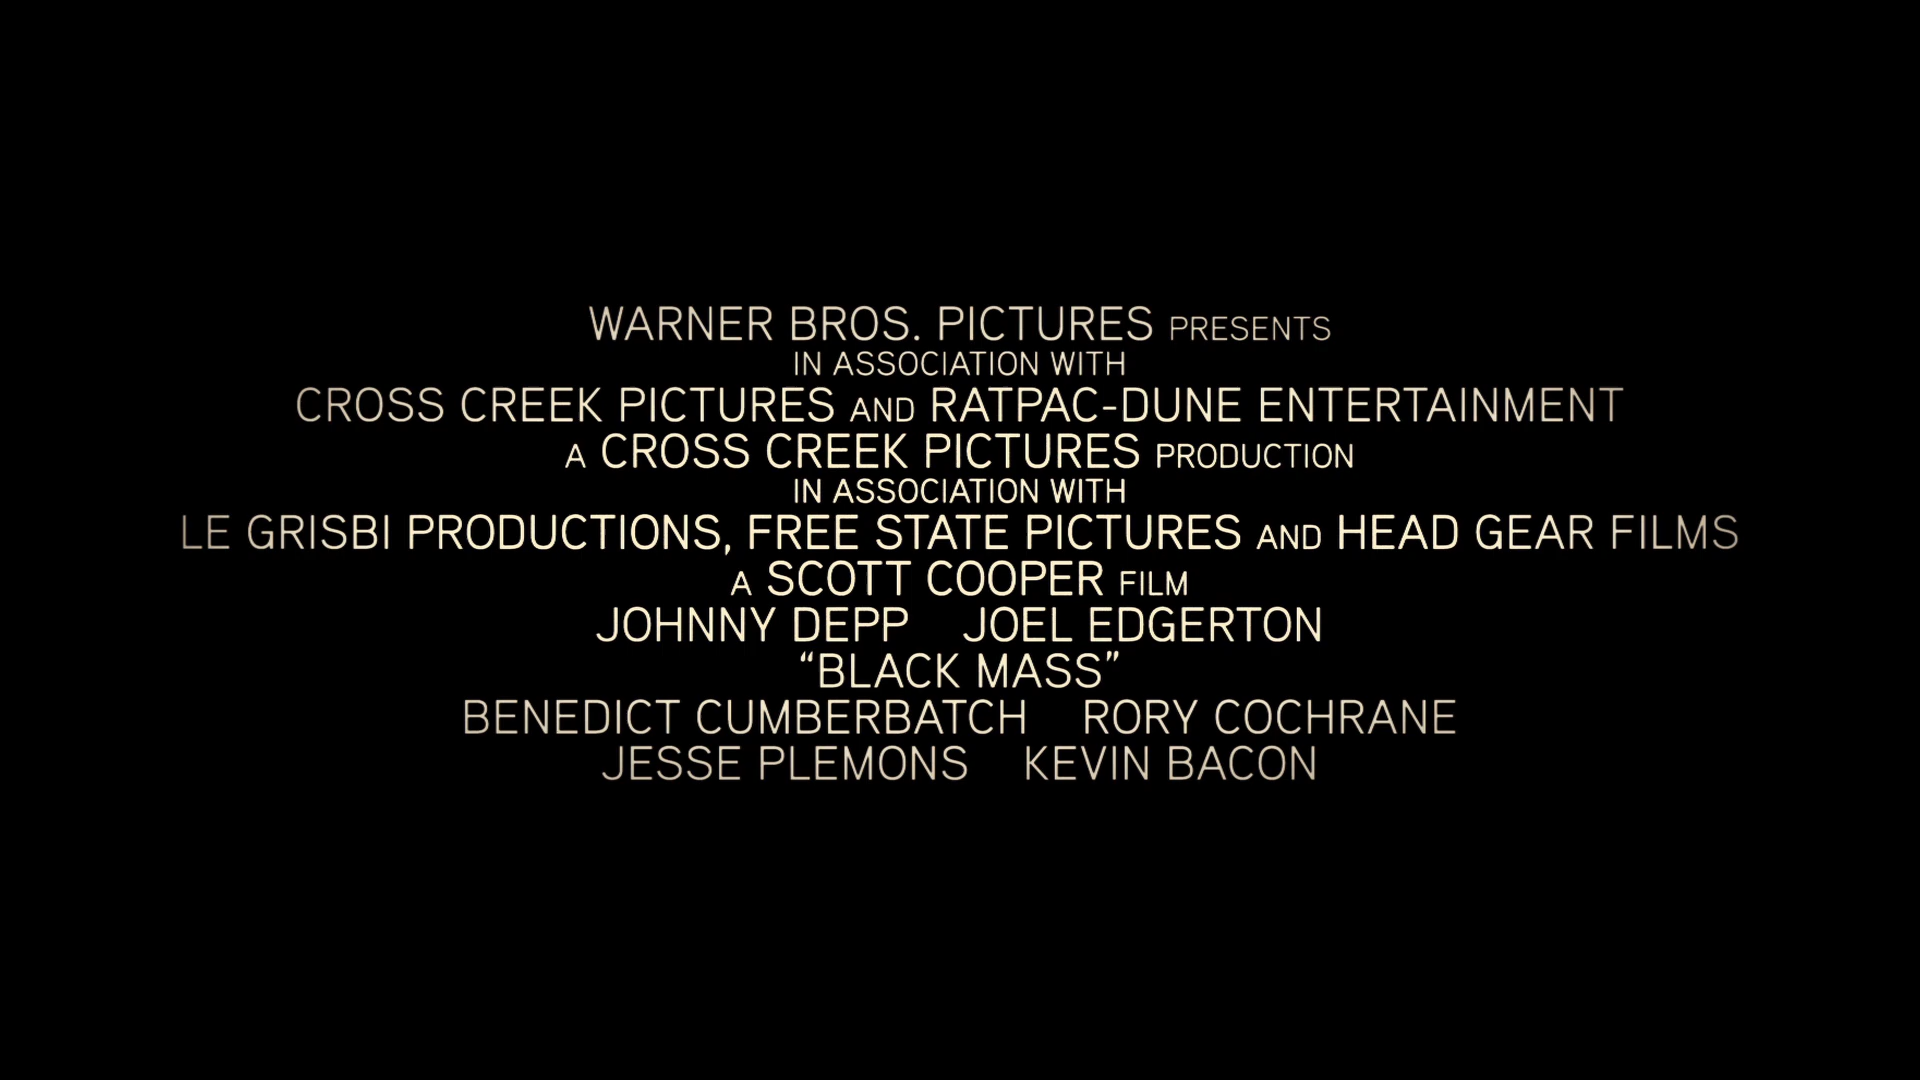 WARNER BROS. PICTURES PRESENTS
IN ASSOCIATION WITH
CROSS CREEK PICTURES AND RATPAC-DUNE ENTERTAINMENT
A CROSS CREEK PICTURES PRODUCTION
IN ASSOCIATION WITH
LE GRISBI PRODUCTIONS, FREE STATE PICTURES AND HEAD GEAR FILMS
A SCOTT COOPER FILM
JOHNNY DEPP JOEL EDGERTON
“BLACK MASS”
BENEDICT CUMBERBATCH RORY COCHRANE
JESSE PLEMONS KEVIN BACON